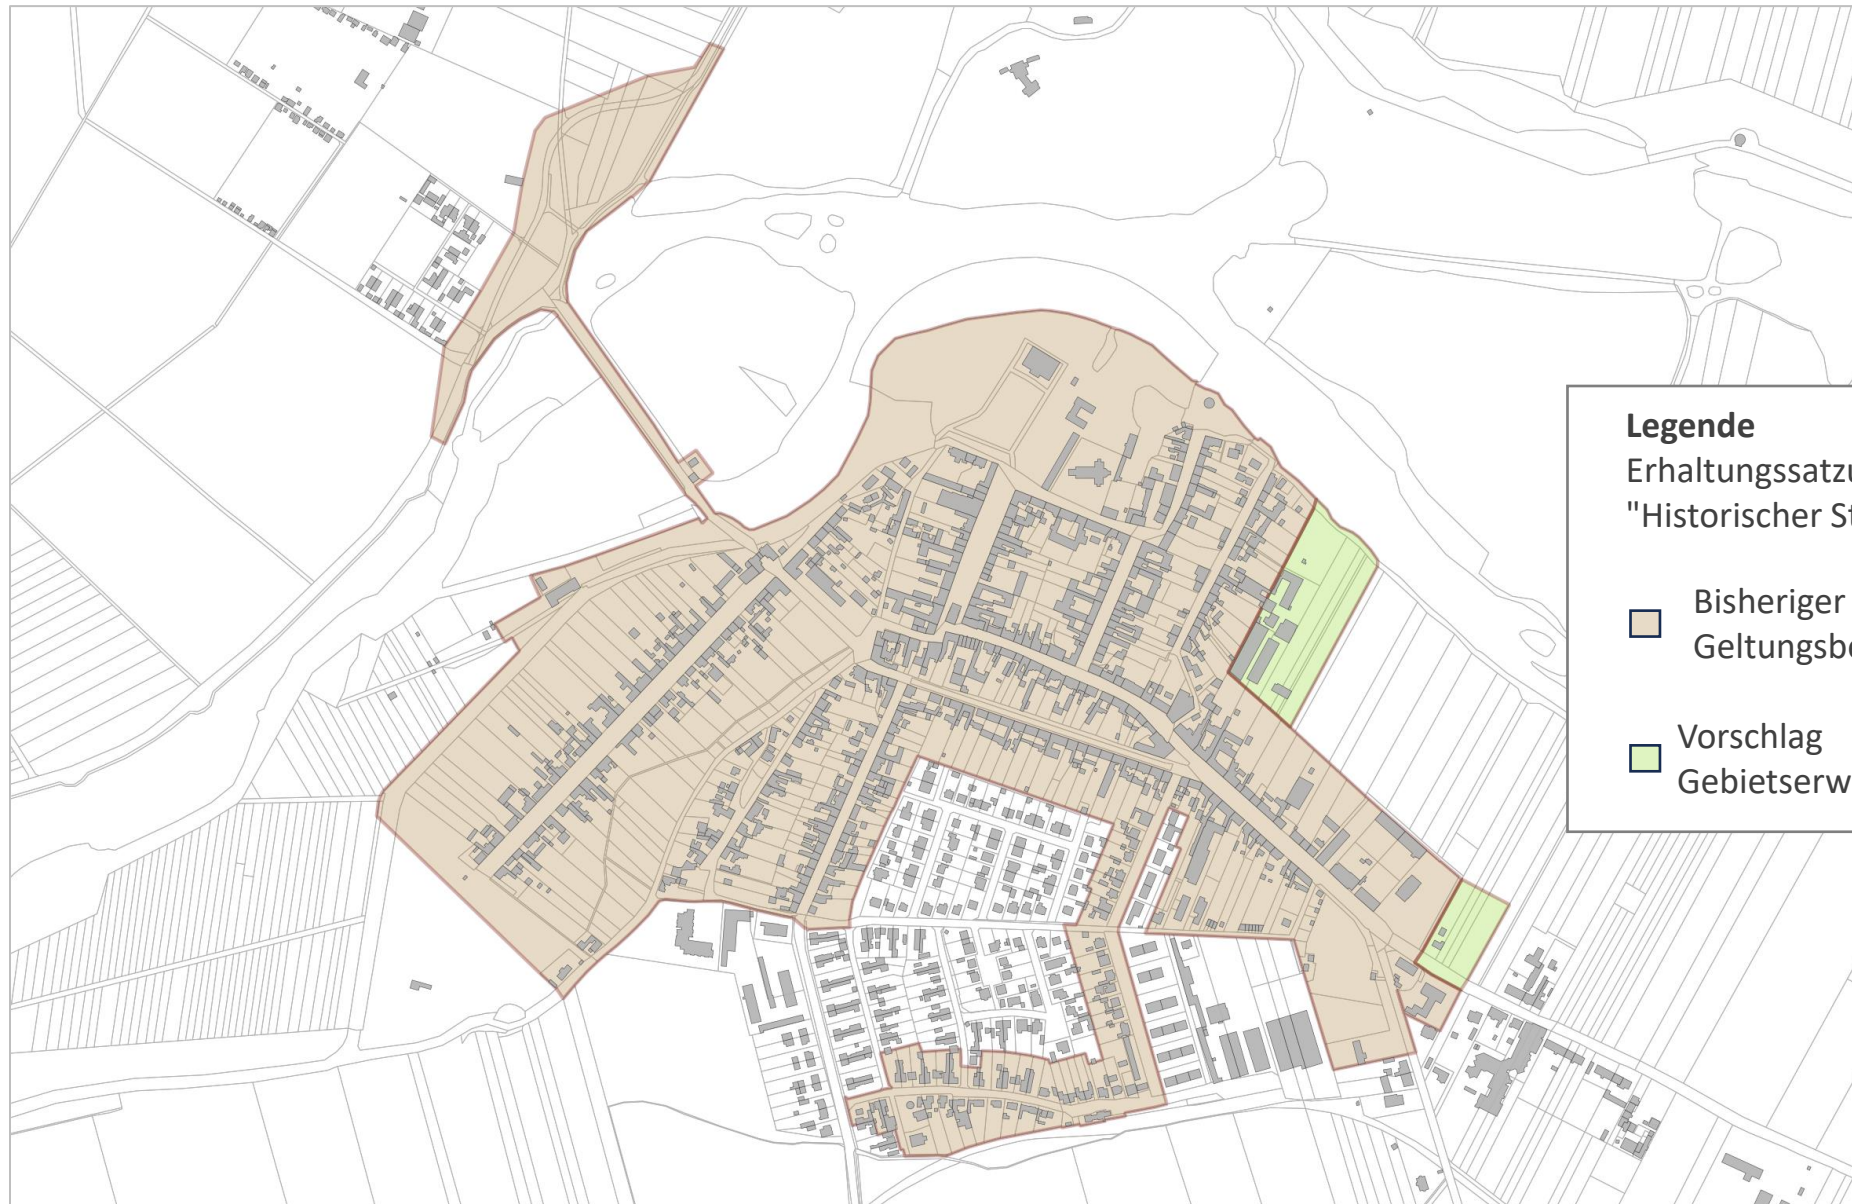 Legende
Erhaltungssatzu
"Historischer St
Bisheriger
Geltungsbe
Vorschlag
Gebietserw